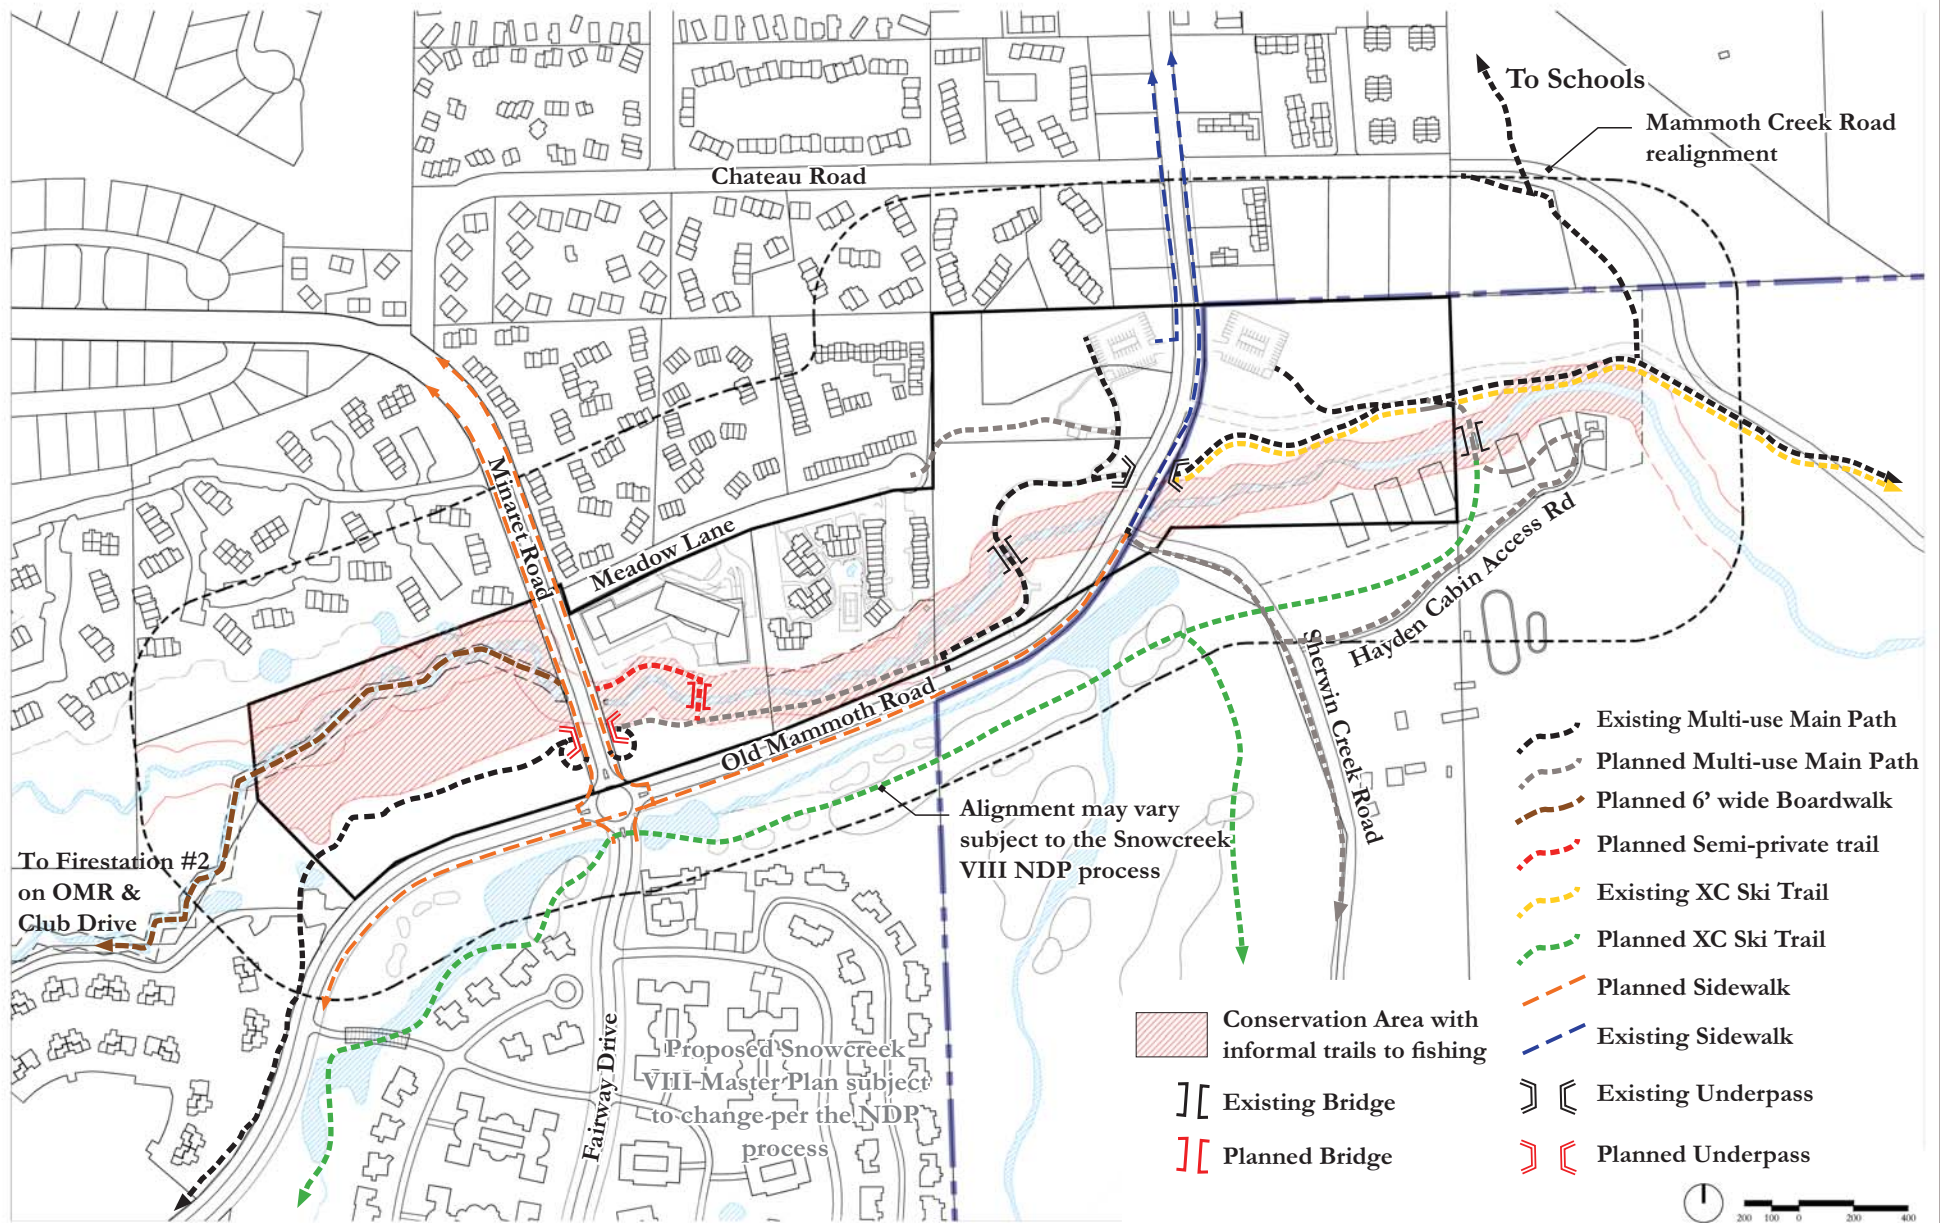 To Schools
Mammoth Creek Road
realignment
Chateau Road
Minaret Road
Meadow Lane
Hayden Cabin Access Rd
Sherwin Creek Road
Old Mammoth Road
Alignment may vary
subject to the Snowcreek
VIII NDP process
To Firestation #2
on OMR &
Club Drive
Fairway Drive
Proposed Snowcreek
VIII Master Plan subject
to change per the NDP
process
Existing Multi-use Main Path
Planned Multi-use Main Path
Planned 6’ wide Boardwalk
Planned Semi-private trail
Existing XC Ski Trail
Planned XC Ski Trail
Planned Sidewalk
Existing Sidewalk
Existing Underpass
Planned Underpass
Conservation Area with
informal trails to fishing
Existing Bridge
Planned Bridge
200 100 0 200 400